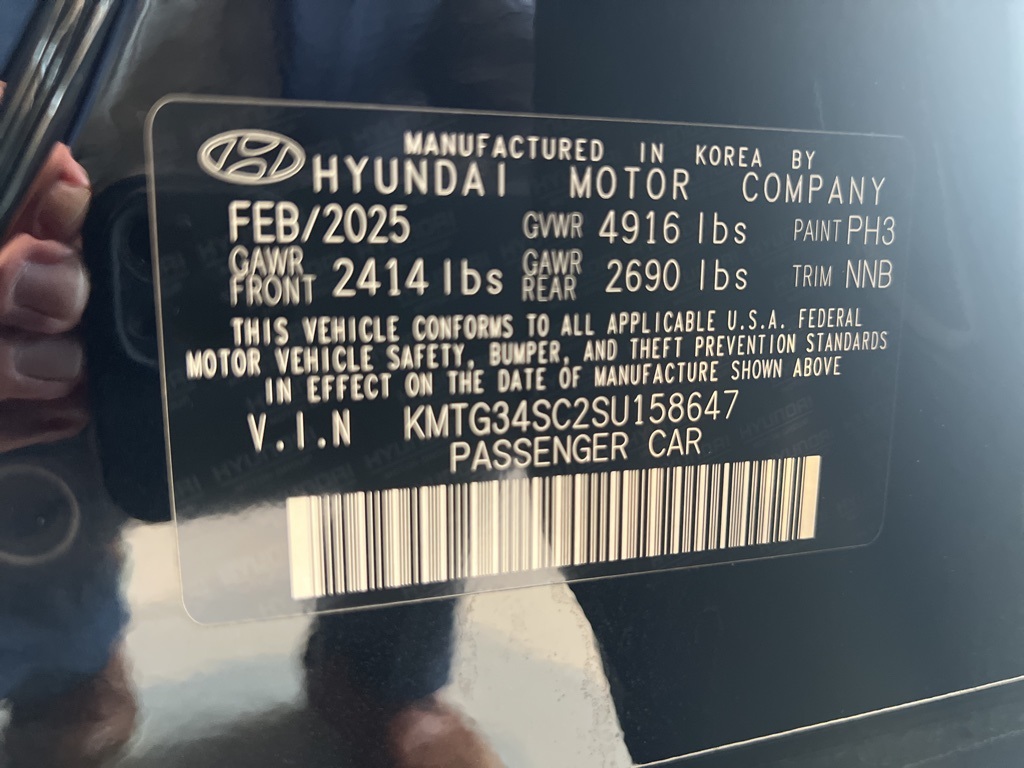 MANUFACTURED IN KOREA BY
HYUNDAI MOTOR COMPANY
FEB/2025 GVWR 4916 lbs PAINT PH3
GAWR FRONT 2414 lbs GAWR REAR 2690 lbs TRIM NNB
THIS VEHICLE CONFORMS TO ALL APPLICABLE U.S.A. FEDERAL
MOTOR VEHICLE SAFETY, BUMPER, AND THEFT PREVENTION STANDARDS
IN EFFECT ON THE DATE OF MANUFACTURE SHOWN ABOVE
V.I.N KMTG34SC2SU158647
PASSENGER CAR